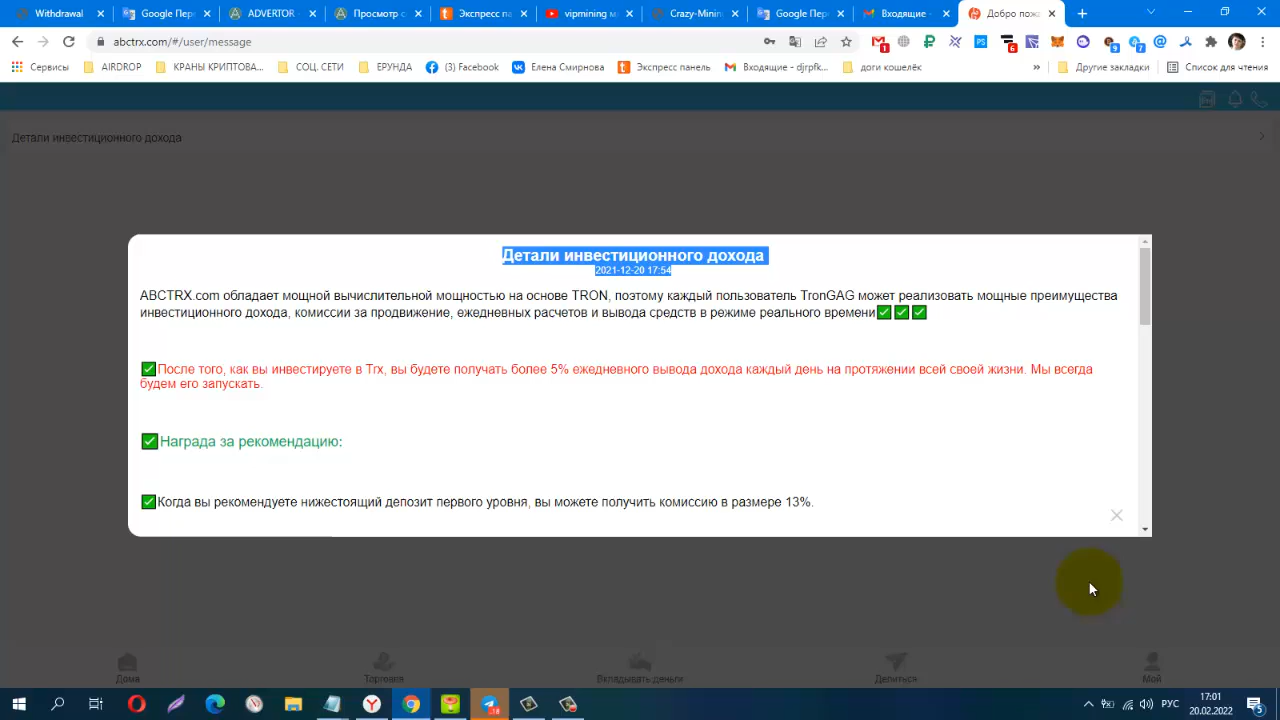 Withdrawal
Google Пер
ADVERTOR -
Просмотр с
Экспресс па
vipmining м
Crazy-Minin
Google Пер
Входящие -
Добро пожа
abctrx.com/#/user/message
1
6
9
7
Сервисы
AIRDROP
КРАНЫ КРИПТОВА...
СОЦ. СЕТИ
ЕРУНДА
(3) Facebook
Елена Смирнова
Экспресс панель
Входящие - djrpfk...
доги кошелёк
»
Другие закладки
Список для чтения
Детали инвестиционного дохода
Детали инвестиционного дохода
2021-12-20 17:54
ABCTRX.com обладает мощной вычислительной мощностью на основе TRON, поэтому каждый пользователь TronGAG может реализовать мощные преимущества
инвестиционного дохода, комиссии за продвижение, ежедневных расчетов и вывода средств в режиме реального времени✅✅✅
✅После того, как вы инвестируете в Trx, вы будете получать более 5% ежедневного вывода дохода каждый день на протяжении всей своей жизни. Мы всегда
будем его запускать.
✅Награда за рекомендацию:
✅Когда вы рекомендуете нижестоящий депозит первого уровня, вы можете получить комиссию в размере 13%.
Дома
Торговля
Вкладывать деньги
Делиться
Мой
РУС
17:01
20.02.2022
5